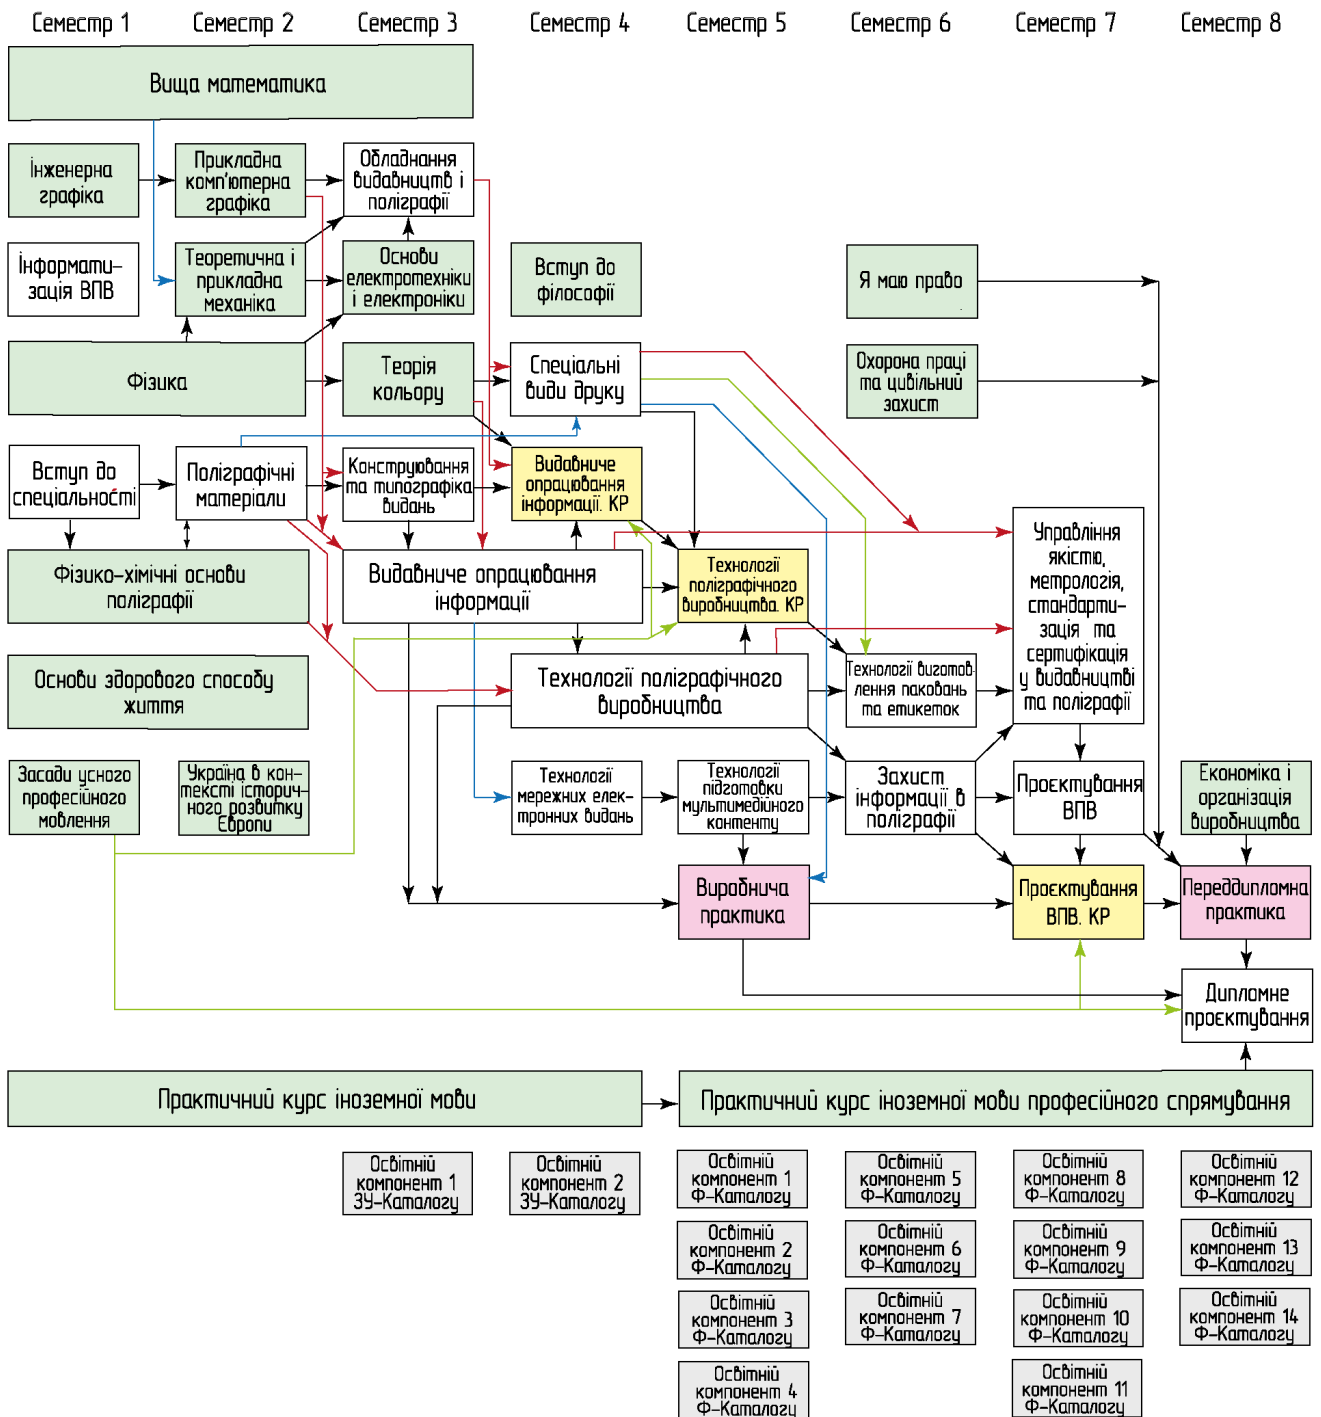 Семестр 1
Семестр 2
Семестр 3
Семестр 4
Семестр 5
Семестр 6
Семестр 7
Семестр 8
Вища математика
Інженерна
графіка
Прикладна
комп'ютерна
графіка
Обладнання
видавництв і
поліграфії
Інформати-
зація ВПВ
Теоретична і
прикладна
механіка
Основи
електротехніки
і електроніки
Вступ до
філософії
Я маю право
Фізика
Теорія
кольору
Спеціальні
види друку
Охорона праці
та цивільний
захист
Вступ до
спеціальності
Поліграфічні
матеріали
Конструювання
та типографіка
видань
Видавниче
опрацювання
інформації. КР
Фізико-хімічні основи
поліграфії
Видавниче опрацювання
інформації
Технології
поліграфічного
виробництва. КР
Управління
якістю,
метрологія,
стандарти-
зація та
сертифікація
у видавництві
та поліграфії
Основи здорового способу
життя
Технології поліграфічного
виробництва
Технології виготов-
лення паковань
та етикеток
Засади усного
професійного
мовлення
Україна в кон-
тексті історич-
ного розвитку
Європи
Технології
мережних елек-
тронних видань
Технології
підготовки
мультимедійного
контенту
Захист
інформації в
поліграфії
Проєктування
ВПВ
Економіка і
організація
виробництва
Виробнича
практика
Проєктування
ВПВ. КР
Переддипломна
практика
Дипломне
проєктування
Практичний курс іноземної мови
Практичний курс іноземної мови професійного спрямування
Освітній
компонент 1
ЗУ-Каталогу
Освітній
компонент 2
ЗУ-Каталогу
Освітній
компонент 1
Ф-Каталогу
Освітній
компонент 5
Ф-Каталогу
Освітній
компонент 8
Ф-Каталогу
Освітній
компонент 12
Ф-Каталогу
Освітній
компонент 2
Ф-Каталогу
Освітній
компонент 6
Ф-Каталогу
Освітній
компонент 9
Ф-Каталогу
Освітній
компонент 13
Ф-Каталогу
Освітній
компонент 3
Ф-Каталогу
Освітній
компонент 7
Ф-Каталогу
Освітній
компонент 10
Ф-Каталогу
Освітній
компонент 14
Ф-Каталогу
Освітній
компонент 4
Ф-Каталогу
Освітній
компонент 11
Ф-Каталогу